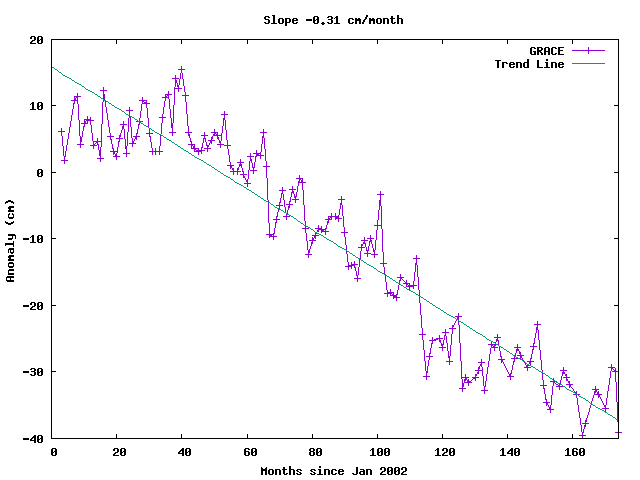 Slope -0.31 cm/month
GRACE
Trend Line
20
10
0
-10
-20
-30
-40
Anomaly (cm)
0 20 40 60 80 100 120 140 160
Months since Jan 2002